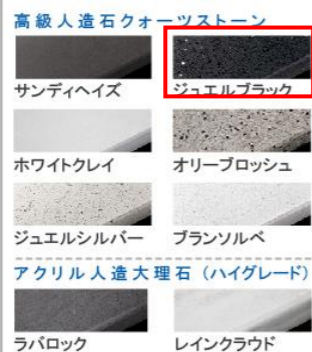 高級人造石クォーツストーン
サンディヘイズ
ジュエルブラック
ホワイトクレイ
オリーブロッシュ
ジュエルシルバー
ブランソルベ
アクリル人造大理石（ハイグレード）
ラバロック
レインクラウド